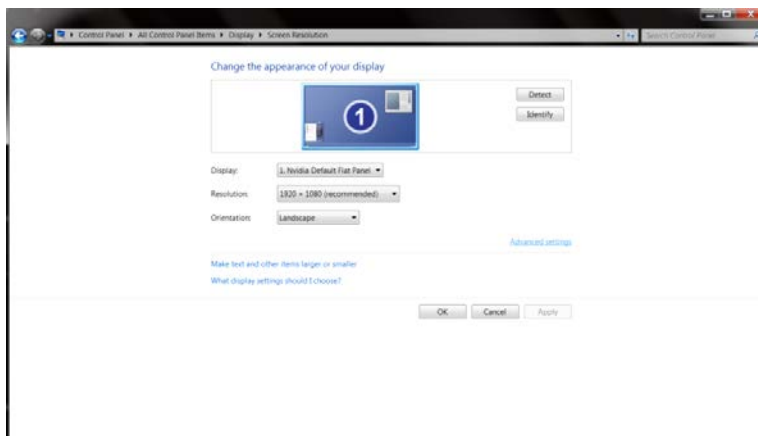 Control Panel ▸ All Control Panel Items ▸ Display ▸ Screen Resolution
Search Control Panel
Change the appearance of your display
1
Detect
Identify
Display: 1. Nvidia Default Flat Panel
Resolution: 1920 × 1080 (recommended)
Orientation: Landscape
Advanced settings
Make text and other items larger or smaller
What display settings should I choose?
OK Cancel Apply